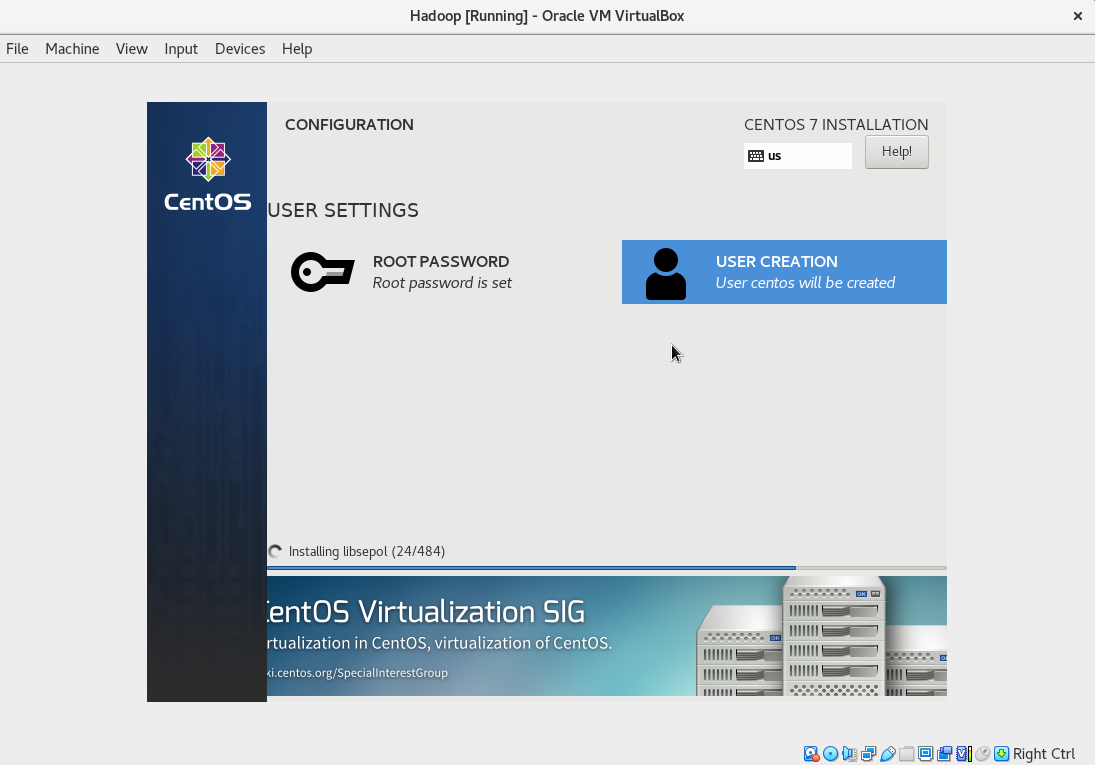 Hadoop [Running] - Oracle VM VirtualBox
File Machine View Input Devices Help
CentOS
CONFIGURATION
CENTOS 7 INSTALLATION
us
Help!
USER SETTINGS
ROOT PASSWORD
Root password is set
USER CREATION
User centos will be created
Installing libsepol (24/484)
entOS Virtualization SIG
rtualization in CentOS, virtualization of CentOS.
ki.centos.org/SpecialInterestGroup
OK
OK
Right Ctrl